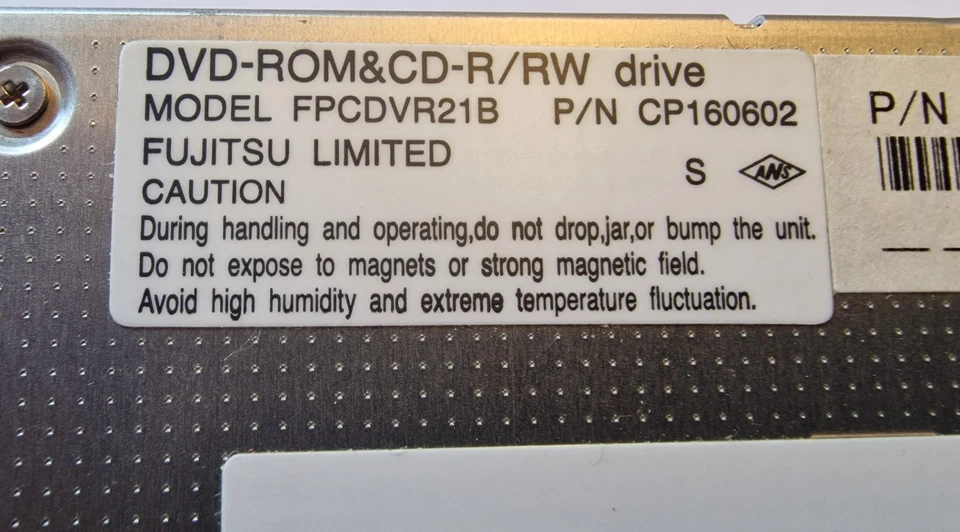 DVD-ROM&CD-R/RW drive
MODEL FPCDVR21B P/N CP160602
FUJITSU LIMITED
S ANS
CAUTION
During handling and operating,do not drop,jar,or bump the unit.
Do not expose to magnets or strong magnetic field.
Avoid high humidity and extreme temperature fluctuation.
P/N